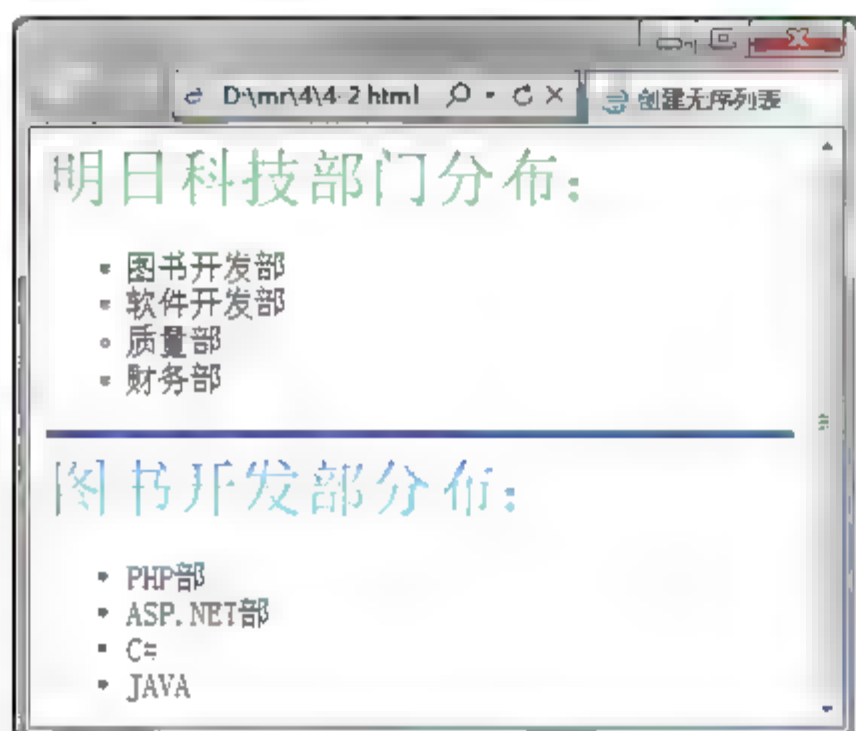 D:\mr\4\4-2 html
创建无序列表
明日科技部门分布：
图书开发部
软件开发部
质量部
财务部
图书开发部分布：
PHP部
ASP.NET部
C#
JAVA